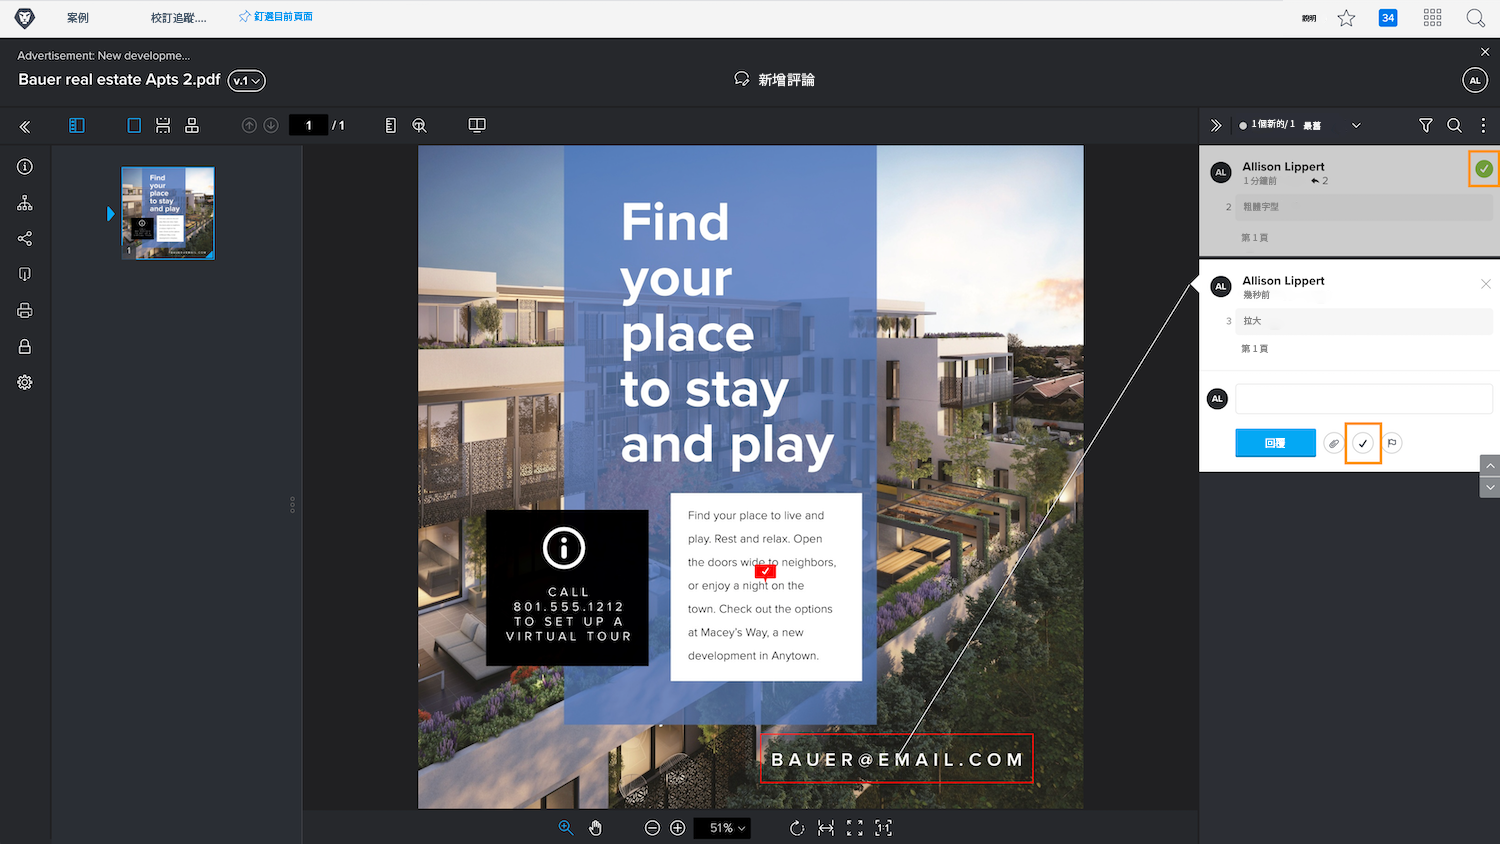 案例
校訂追蹤....
釘選目前頁面
說明
34
Advertisement: New developme...
Bauer real estate Apts 2.pdf
v.1
新增評論
AL
1 / 1
1個新的/ 1
最舊
Find
your
place
to stay
and play
1
Find
your
place
to stay
and play
CALL
801.555.1212
TO SET UP A
VIRTUAL TOUR
Find your place to live and
play. Rest and relax. Open
the doors wide to neighbors,
or enjoy a night on the
town. Check out the options
at Macey's Way, a new
development in Anytown.
BAUER@EMAIL.COM
AL
Allison Lippert
1 分鐘前
2
2
粗體字型
第 1 頁
AL
Allison Lippert
幾秒前
3
拉大
第 1 頁
AL
回覆
51%
1:1